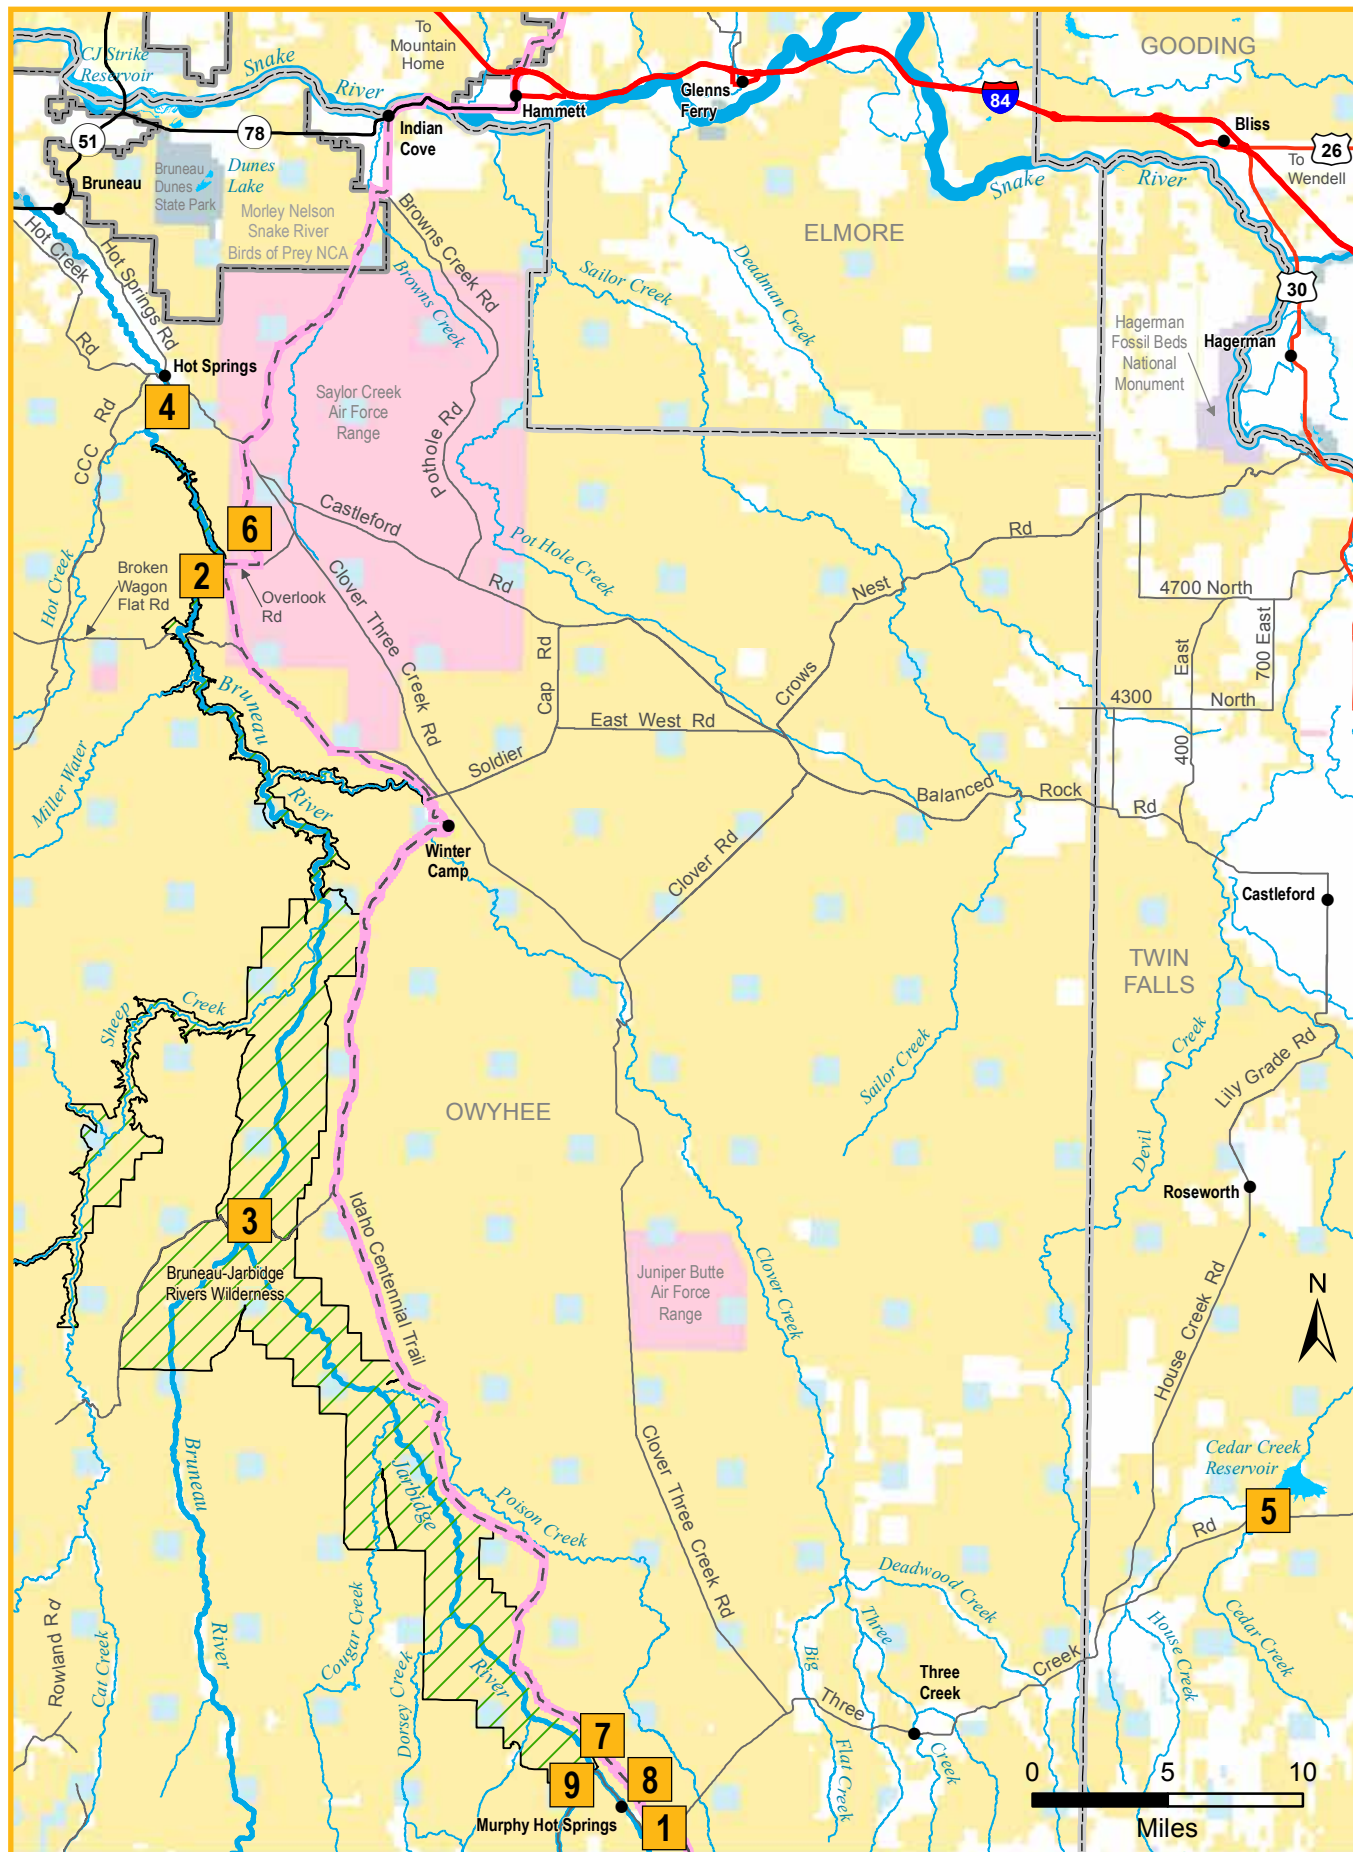 To
Mountain
Home
GOODING
CJ Strike
Reservoir
Snake
River
Glenns
Ferry
84
Hammett
Indian
Cove
51
78
Bliss
26
To
Wendell
Bruneau
Bruneau
Dunes
State Park
Dunes
Lake
Snake
River
Morley Nelson
Snake River
Birds of Prey NCA
Browns Creek Rd
ELMORE
Hot Creek
Rd
Hot Springs Rd
Browns Creek
Sailor Creek
Deadman Creek
30
Hagerman
Fossil Beds
National
Monument
Hagerman
Hot Springs
4
Saylor Creek
Air Force
Range
CCC Rd
Pothole Rd
Castleford
Rd
6
2
Hot Creek
Broken
Wagon
Flat Rd
Overlook
Rd
Clover Three Creek Rd
Pot Hole Creek
Crows Nest Rd
4700 North
400 East
700 East
4300 North
Cap Rd
East West Rd
Soldier
Bruneau
River
Miller Water
Balanced Rock Rd
Winter
Camp
Clover Rd
Castleford
TWIN
FALLS
Sheep Creek
Sailor Creek
Devil Creek
Lily Grade Rd
OWYHEE
Roseworth
3
Idaho Centennial Trail
Bruneau-Jarbidge
Rivers Wilderness
Juniper Butte
Air Force
Range
Clover Creek
N
House Creek Rd
Bruneau
River
Jarbidge
River
Clover Three Creek Rd
Cedar Creek
Reservoir
5
Rd
Poison Creek
Deadwood Creek
Rowland Rd
Cat Creek
Cougar Creek
Dorsey Creek
Big
Flat Creek
Three
Creek
Three
Creek
Three
Creek
House Creek
Cedar Creek
7
8
9
1
Murphy Hot Springs
0 5 10
Miles